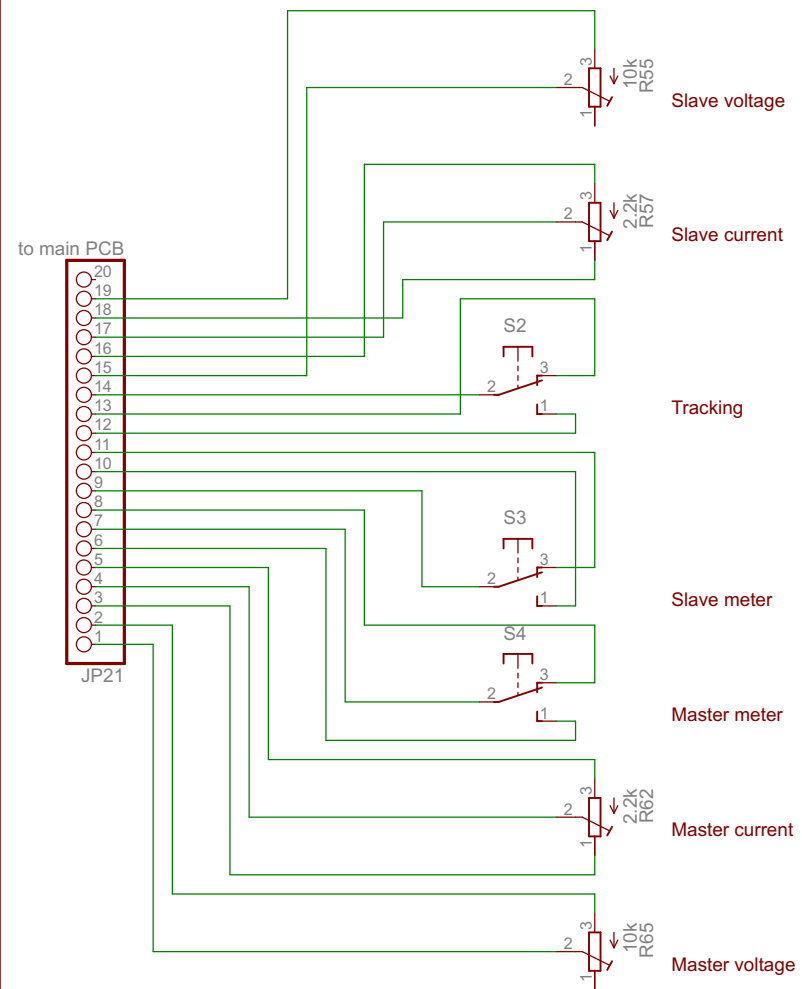 3
2
1
10k
R55
Slave voltage
3
2
1
2.2k
R57
Slave current
to main PCB
20
19
18
17
16
15
14
13
12
11
10
9
8
7
6
5
4
3
2
1
JP21
S2
3
2
1
Tracking
S3
3
2
1
Slave meter
S4
3
2
1
Master meter
3
2
1
2.2k
R62
Master current
3
2
1
10k
R65
Master voltage